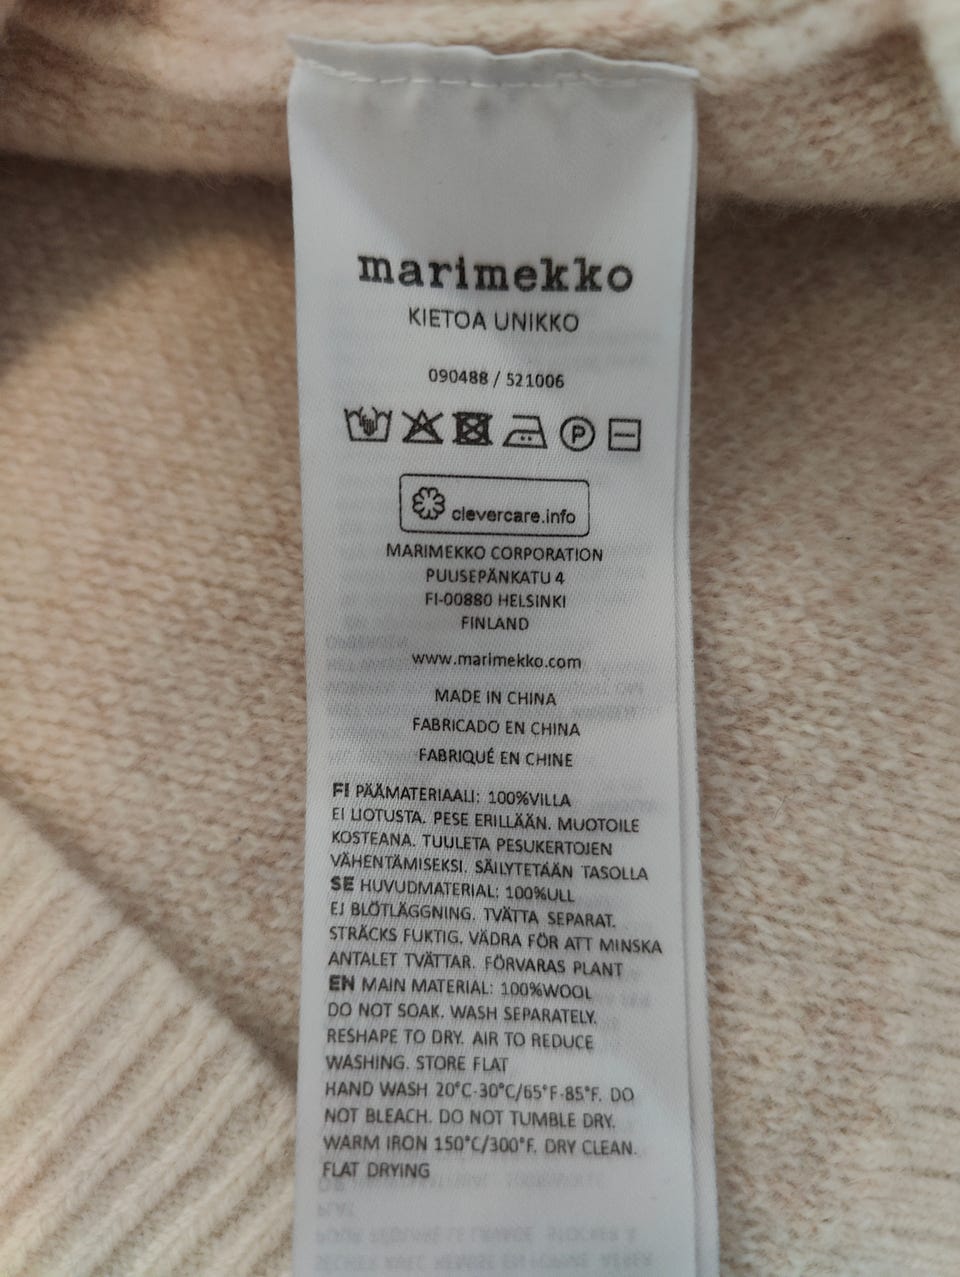 marimekko
KIETOA UNIKKO
090488 / 521006
P
clevercare.info
MARIMEKKO CORPORATION
PUUSEPÄNKATU 4
FI-00880 HELSINKI
FINLAND
www.marimekko.com
MADE IN CHINA
FABRICADO EN CHINA
FABRIQUÉ EN CHINE
FI PÄÄMATERIAALI: 100%VILLA
EI LIOTUSTA. PESE ERILLÄÄN. MUOTOILE
KOSTEANA. TUULETA PESUKERTOJEN
VÄHENTÄMISEKSI. SÄILYTETÄÄN TASOLLA
SE HUVUDMATERIAL: 100%ULL
EJ BLÖTLÄGGNING. TVÄTTA SEPARAT.
STRÄCKS FUKTIG. VÄDRA FÖR ATT MINSKA
ANTALET TVÄTTAR. FÖRVARAS PLANT
EN MAIN MATERIAL: 100%WOOL
DO NOT SOAK. WASH SEPARATELY.
RESHAPE TO DRY. AIR TO REDUCE
WASHING. STORE FLAT
HAND WASH 20°C-30°C/65°F-85°F. DO
NOT BLEACH. DO NOT TUMBLE DRY.
WARM IRON 150°C/300°F. DRY CLEAN.
FLAT DRYING